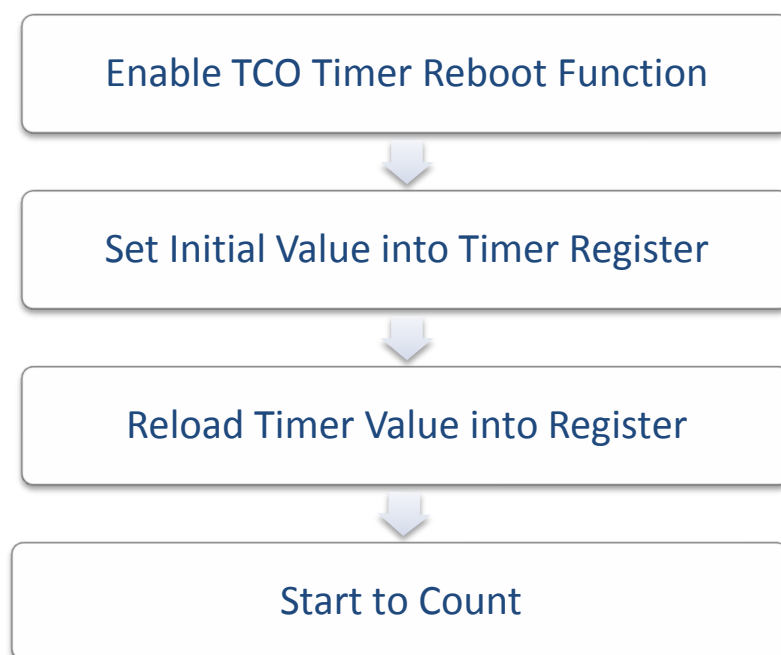 Enable TCO Timer Reboot Function
Set Initial Value into Timer Register
Reload Timer Value into Register
Start to Count